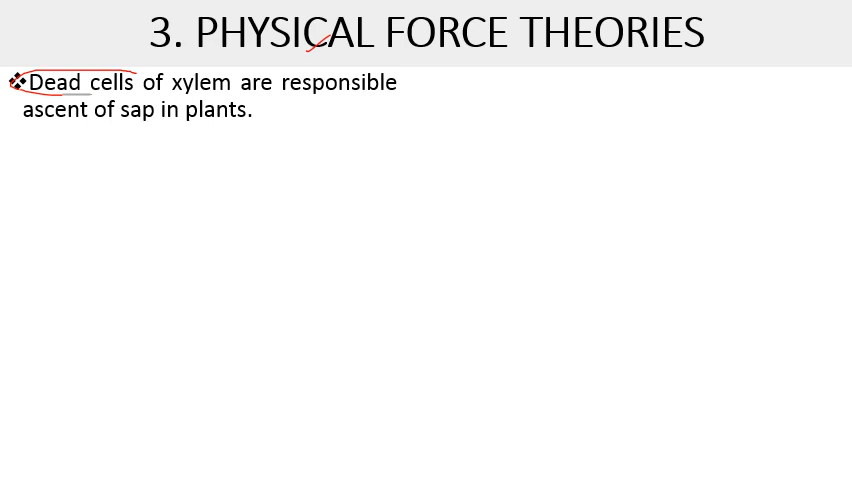 3. PHYSICAL FORCE THEORIES
❖Dead cells of xylem are responsible
ascent of sap in plants.